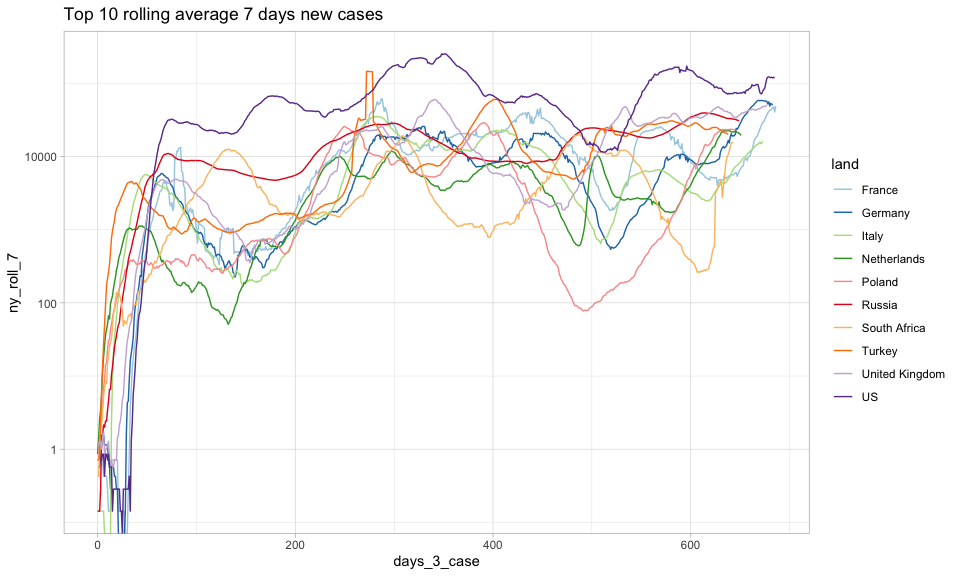 Top 10 rolling average 7 days new cases
ny_roll_7
10000
100
1
0
200
400
600
days_3_case
land
France
Germany
Italy
Netherlands
Poland
Russia
South Africa
Turkey
United Kingdom
US